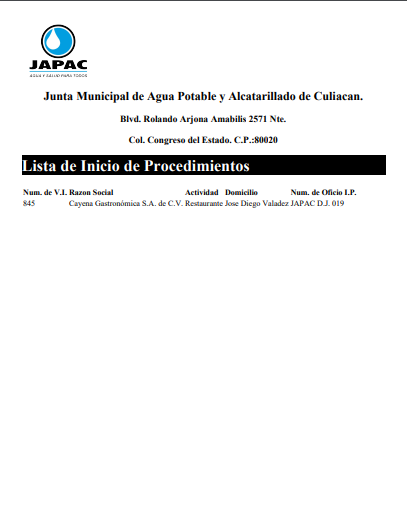 JAPAC
AGUA Y SALUD PARA TODOS
Junta Municipal de Agua Potable y Alcatarillado de Culiacan.
Blvd. Rolando Arjona Amabilis 2571 Nte.
Col. Congreso del Estado. C.P.:80020
Lista de Inicio de Procedimientos
Num. de V.I. Razon Social Actividad Domicilio Num. de Oficio I.P.
845 Cayena Gastronómica S.A. de C.V. Restaurante Jose Diego Valadez JAPAC D.J. 019